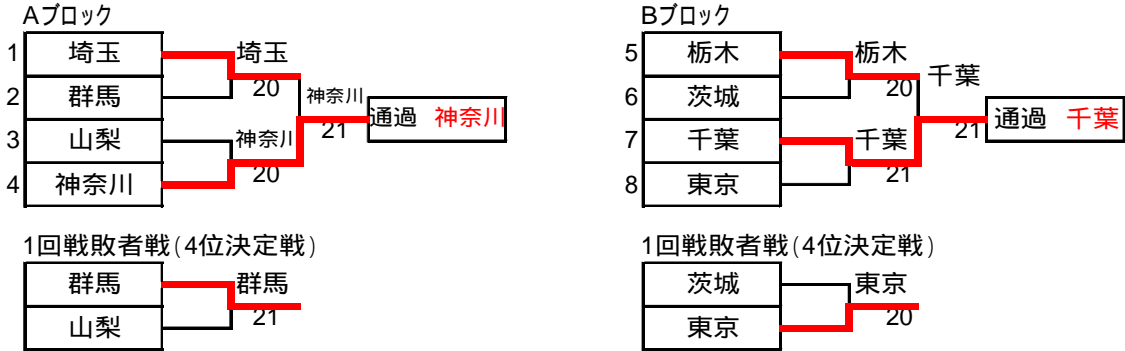 Aブロック
1 埼玉 埼玉
20
2 群馬
神奈川
通過 神奈川
21
3 山梨 神奈川
20
4 神奈川
1回戦敗者戦(4位決定戦)
群馬 群馬
21
山梨
Bブロック
5 栃木 栃木
20
千葉
6 茨城
通過 千葉
21
7 千葉 千葉
21
8 東京
1回戦敗者戦(4位決定戦)
茨城 東京
20
東京